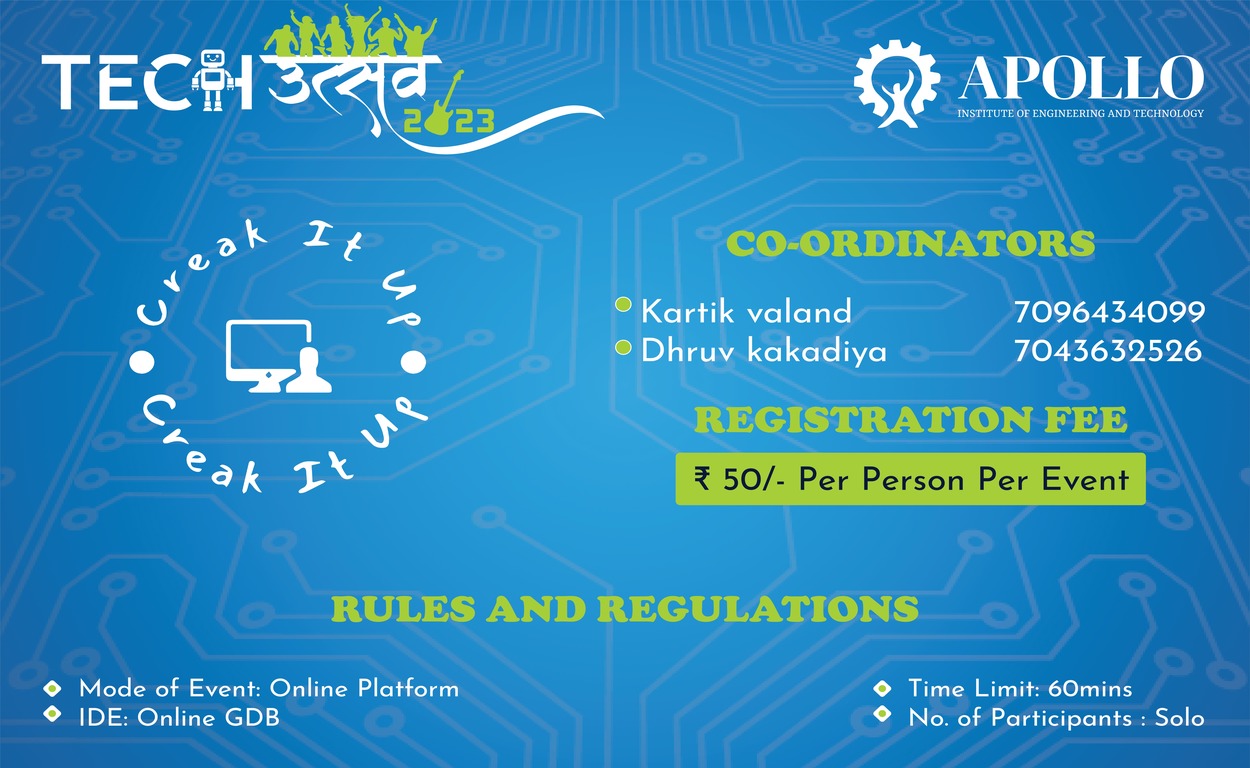 TECH उत्सव
2023
APOLLO
INSTITUTE OF ENGINEERING AND TECHNOLOGY
Creak It Up
Creak It Up
CO-ORDINATORS
Kartik valand 7096434099
Dhruv kakadiya 7043632526
REGISTRATION FEE
₹ 50/- Per Person Per Event
RULES AND REGULATIONS
Mode of Event: Online Platform
IDE: Online GDB
Time Limit: 60mins
No. of Participants : Solo